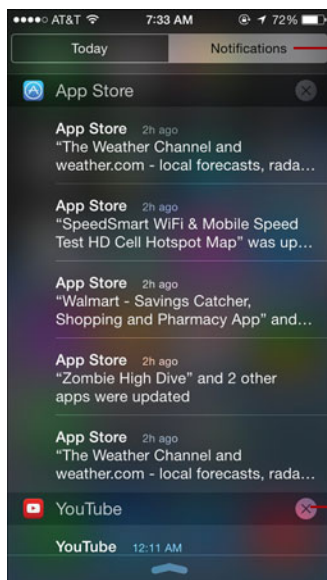 AT&T 7:33 AM 72%
Today Notifications
App Store
App Store 2h ago
“The Weather Channel and
weather.com - local forecasts, rada...
App Store 2h ago
“SpeedSmart WiFi & Mobile Speed
Test HD Cell Hotspot Map” was up...
App Store 2h ago
“Walmart - Savings Catcher,
Shopping and Pharmacy App” and...
App Store 2h ago
“Zombie High Dive” and 2 other
apps were updated
App Store 2h ago
“The Weather Channel and
weather.com - local forecasts, rada...
YouTube
YouTube 12:11 AM